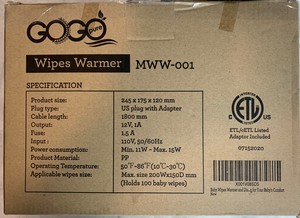 GOGO pure
Wipes Warmer MWW-001
SPECIFICATION
Product size: 245 x 175 x 120 mm
Plug type: US plug with Adapter
Cable length: 1800 mm
Output: 12V, 1A
Fuse: 1.5 A
Input: 110V, 50/60Hz
Power consumption: Min. 11W - Max. 15W
Product Material: PP
Operating Temperature: 50°F-86°F (10°C-30°C)
Applicable wipes size: Max. size 200Wx150D mm
(Holds 100 baby wipes)
ETL
ETL/cETL Listed
Adaptor Included
07152020